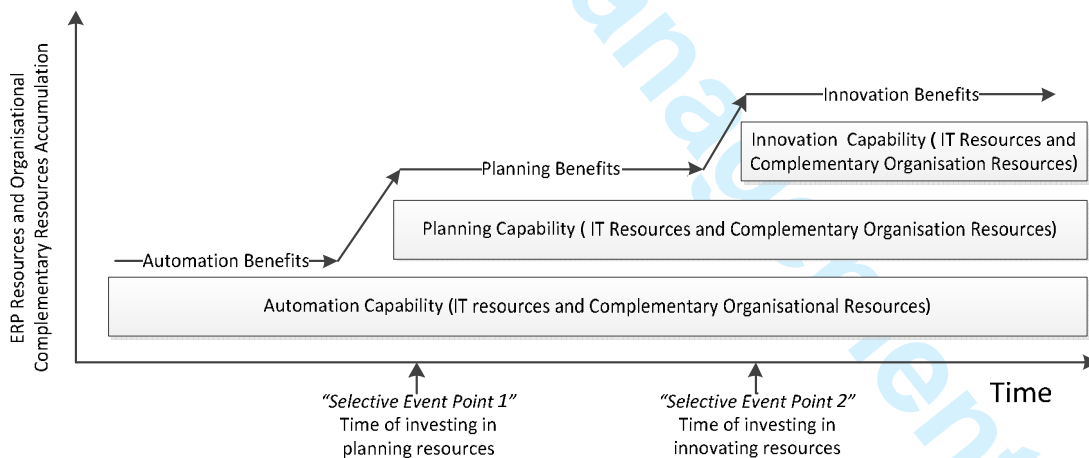 ERP Resources and Organisational
Complementary Resources Accumulation
Innovation Benefits
Innovation  Capability ( IT Resources and
Complementary Organisation Resources)
Planning Benefits
Planning Capability ( IT Resources and Complementary Organisation Resources)
Automation Benefits
Automation Capability (IT resources and Complementary Organisational Resources)
Time
“Selective Event Point 1”
Time of investing in
planning resources
“Selective Event Point 2”
Time of investing in
innovating resources
anagement